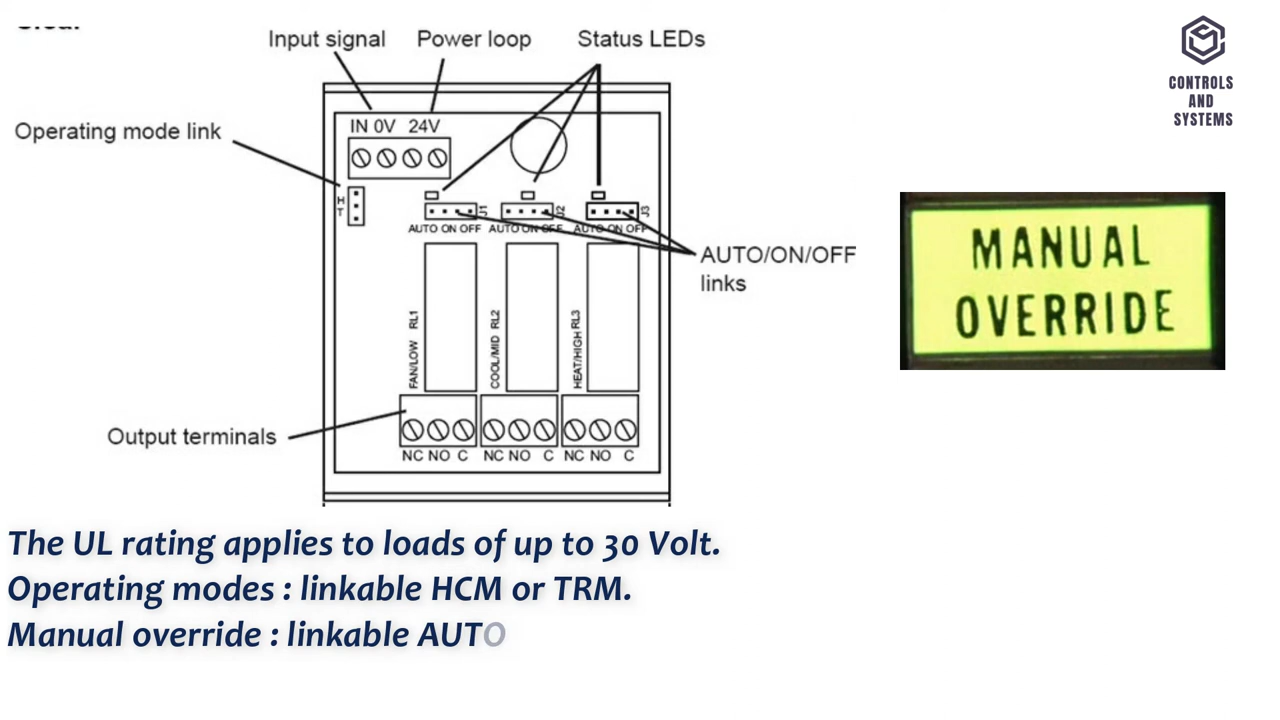 Input signal Power loop Status LEDs
Operating mode link
IN 0V 24V
H
T
J1 J2 J3
AUTO ON OFF AUTO ON OFF AUTO ON OFF
AUTO/ON/OFF
links
FAN/LOW RL1
COOL/MID RL2
HEAT/HIGH RL3
Output terminals
NC NO C NC NO C NC NO C
CONTROLS
AND
SYSTEMS
MANUAL
OVERRIDE
The UL rating applies to loads of up to 30 Volt.
Operating modes : linkable HCM or TRM.
Manual override : linkable AUTO